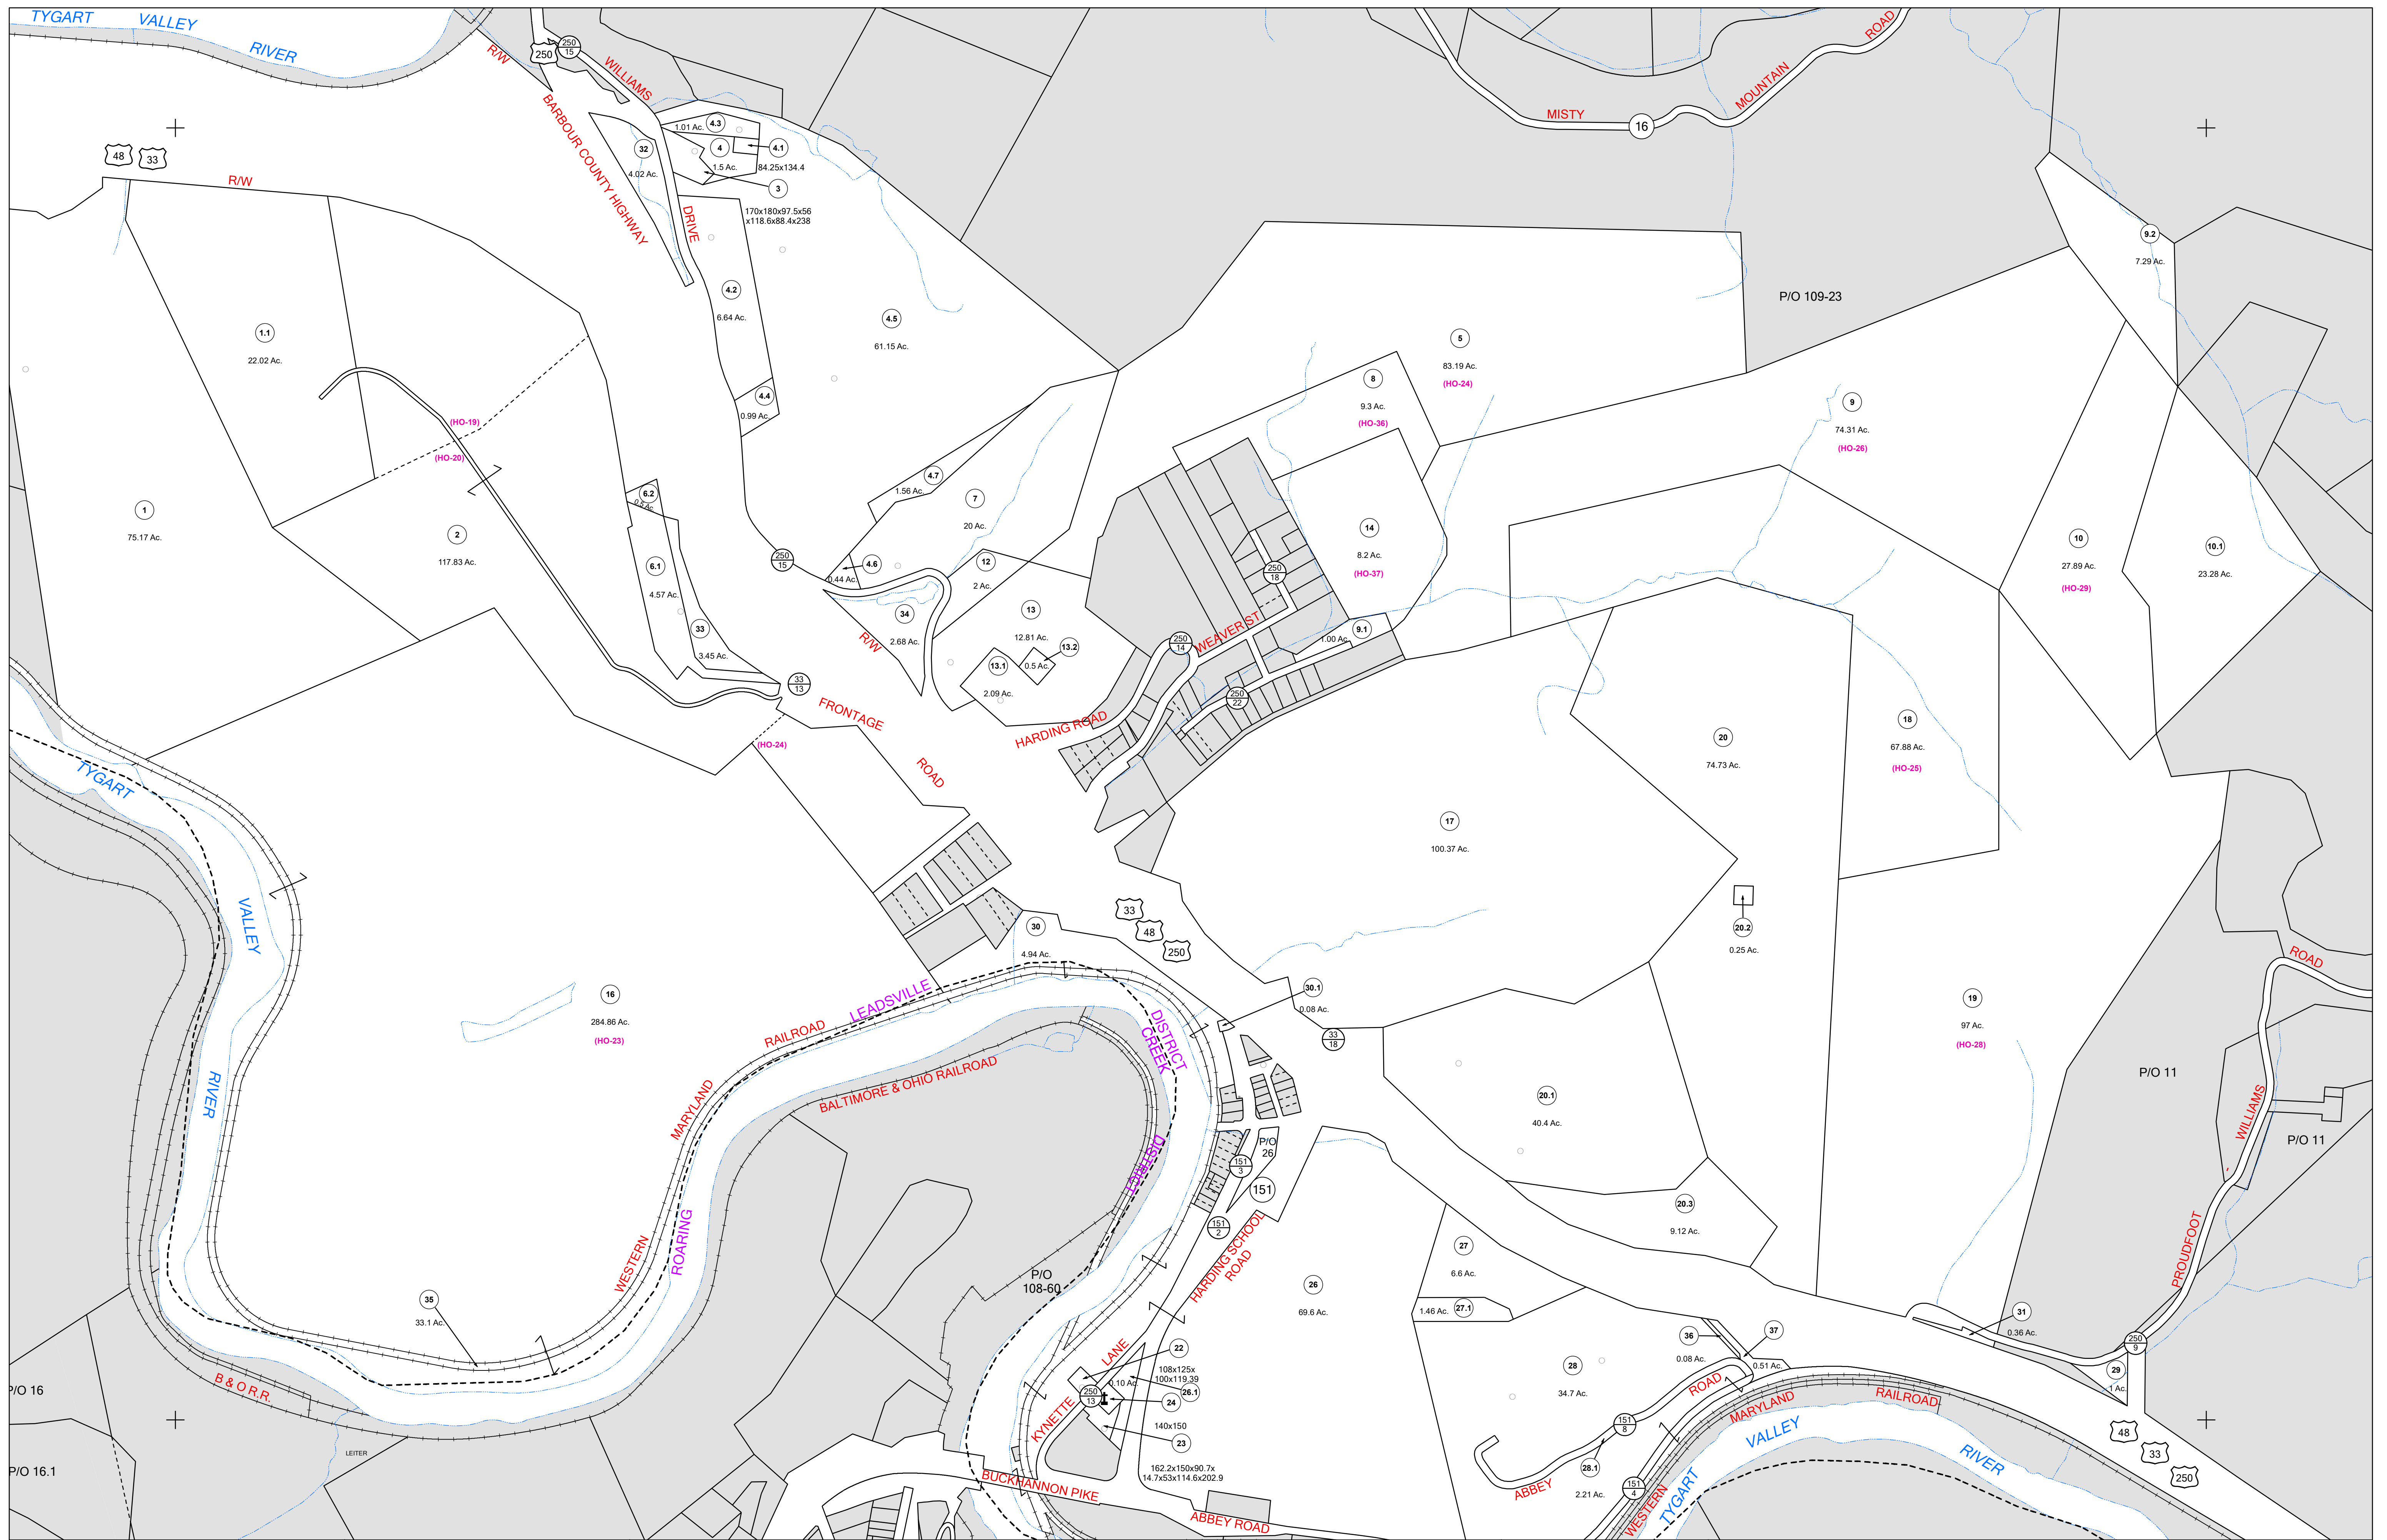 TYGART VALLEY RIVER
R/W
250
250
15
WILLIAMS
DRIVE
BARBOUR COUNTY HIGHWAY
MISTY
16
MOUNTAIN
ROAD
48
33
R/W
4.3
1.01 Ac.
4
4.1
1.5 Ac.
84.25x134.4
32
4.02 Ac.
3
170x180x97.5x56
x118.6x88.4x238
9.2
7.29 Ac.
P/O 109-23
4.2
6.64 Ac.
4.5
61.15 Ac.
1.1
22.02 Ac.
5
83.19 Ac.
(HO-24)
8
9.3 Ac.
(HO-36)
4.4
0.99 Ac.
9
74.31 Ac.
(HO-26)
(HO-19)
(HO-20)
4.7
1.56 Ac.
7
20 Ac.
6.2
0.5 Ac.
1
75.17 Ac.
2
117.83 Ac.
14
8.2 Ac.
(HO-37)
10
27.89 Ac.
(HO-29)
10.1
23.28 Ac.
6.1
4.57 Ac.
250
15
4.6
0.44 Ac.
12
2 Ac.
250
18
34
2.68 Ac.
R/W
13
12.81 Ac.
13.2
0.5 Ac.
13.1
2.09 Ac.
33
3.45 Ac.
250
14
WEAVER ST
9.1
1.00 Ac.
33
13
250
22
FRONTAGE
ROAD
HARDING ROAD
(HO-24)
20
74.73 Ac.
18
67.88 Ac.
(HO-25)
TYGART
VALLEY
RIVER
17
100.37 Ac.
33
48
250
30
4.94 Ac.
20.2
0.25 Ac.
ROAD
16
284.86 Ac.
(HO-23)
30.1
0.08 Ac.
33
18
19
97 Ac.
(HO-28)
LEADSVILLE
DISTRICT
CREEK
DISTRICT
ROARING
RAILROAD
MARYLAND
WESTERN
BALTIMORE & OHIO RAILROAD
20.1
40.4 Ac.
P/O 11
WILLIAMS
P/O 11
P/O
26
151
3
151
151
2
20.3
9.12 Ac.
HARDING SCHOOL
ROAD
PROUDFOOT
27
6.6 Ac.
P/O
108-60
26
69.6 Ac.
35
33.1 Ac.
1.46 Ac.
27.1
31
0.36 Ac.
250
9
36
0.08 Ac.
37
0.51 Ac.
22
108x125x
100x119.39
0.10 Ac.
26.1
24
250
13
LANE
KYNETTE
140x150
23
162.2x150x90.7x
14.7x53x114.6x202.9
28
34.7 Ac.
29
1 Ac.
P/O 16
B & O R.R.
ROAD
ABBEY
151
8
28.1
2.21 Ac.
151
4
MARYLAND
RAILROAD
WESTERN
TYGART
VALLEY
RIVER
48
33
250
LEITER
P/O 16.1
BUCKHANNON PIKE
ABBEY ROAD